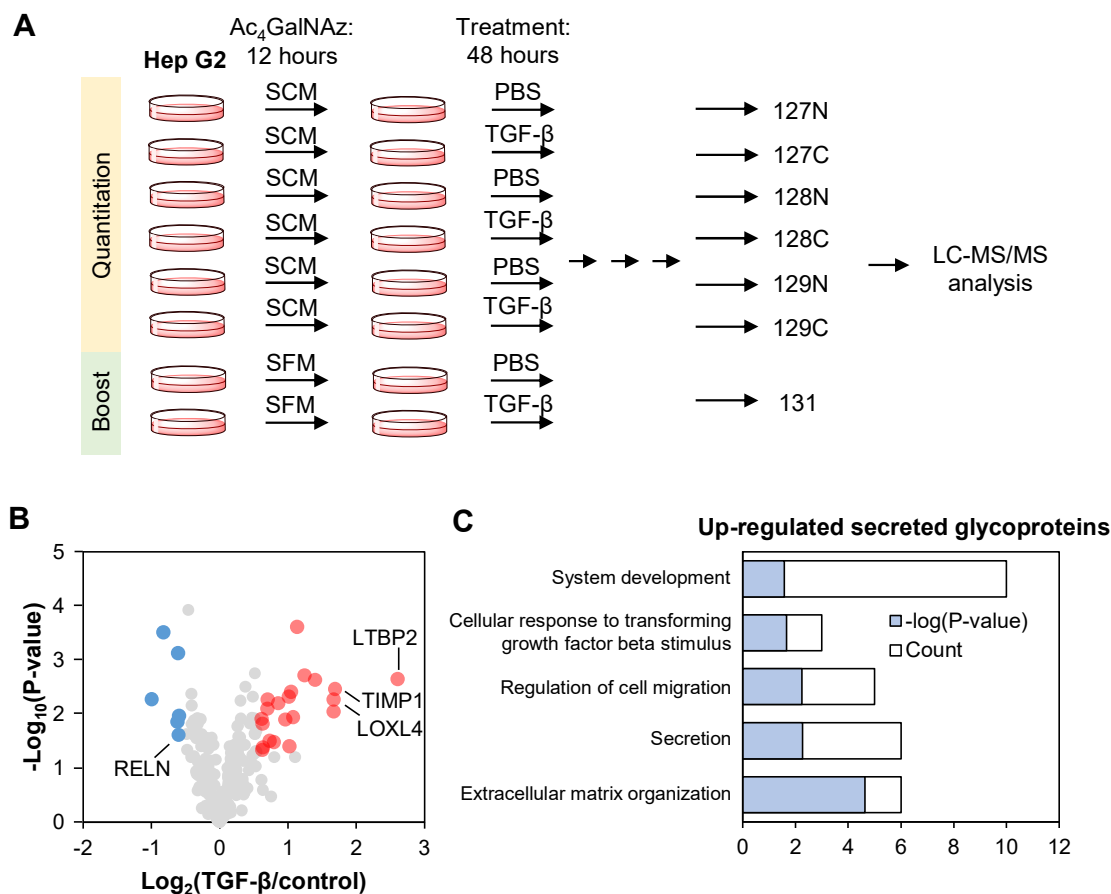 A
Ac₄GalNAz:
12 hours
Treatment:
48 hours
Hep G2
Quantitation
SCM
PBS
127N
SCM
TGF-β
127C
SCM
PBS
128N
SCM
TGF-β
128C
SCM
PBS
129N
SCM
TGF-β
129C
LC-MS/MS
analysis
Boost
SFM
PBS
SFM
TGF-β
131
B
5
4
3
2
1
0
-Log₁₀(P-value)
LTBP2
TIMP1
LOXL4
RELN
-2
-1
0
1
2
3
Log₂(TGF-β/control)
C
Up-regulated secreted glycoproteins
System development
Cellular response to transforming
growth factor beta stimulus
Regulation of cell migration
Secretion
Extracellular matrix organization
-log(P-value)
Count
0
2
4
6
8
10
12